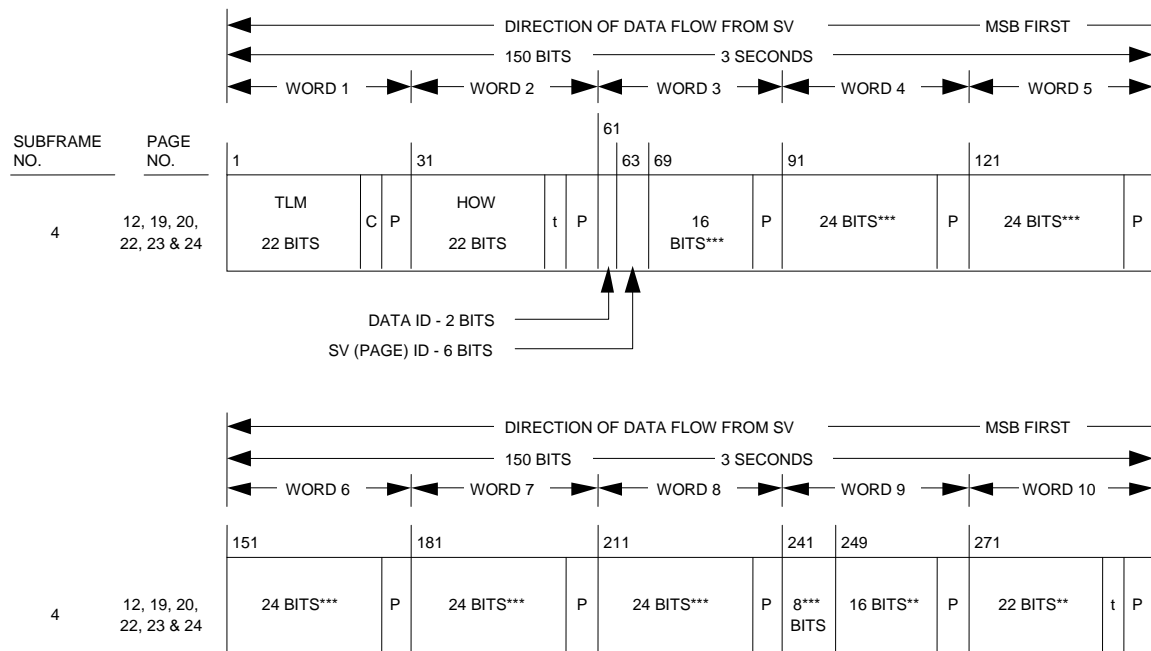 DIRECTION OF DATA FLOW FROM SV MSB FIRST
150 BITS 3 SECONDS
WORD 1 WORD 2 WORD 3 WORD 4 WORD 5
SUBFRAME NO.
PAGE NO.
1 31 61 63 69 91 121
4
12, 19, 20,
22, 23 & 24
TLM
22 BITS
C
P
HOW
22 BITS
t
P
16
BITS***
P
24 BITS***
P
24 BITS***
P
DATA ID - 2 BITS
SV (PAGE) ID - 6 BITS
DIRECTION OF DATA FLOW FROM SV MSB FIRST
150 BITS 3 SECONDS
WORD 6 WORD 7 WORD 8 WORD 9 WORD 10
151 181 211 241 249 271
4
12, 19, 20,
22, 23 & 24
24 BITS***
P
24 BITS***
P
24 BITS***
P
8***
BITS
16 BITS**
P
22 BITS**
t
P